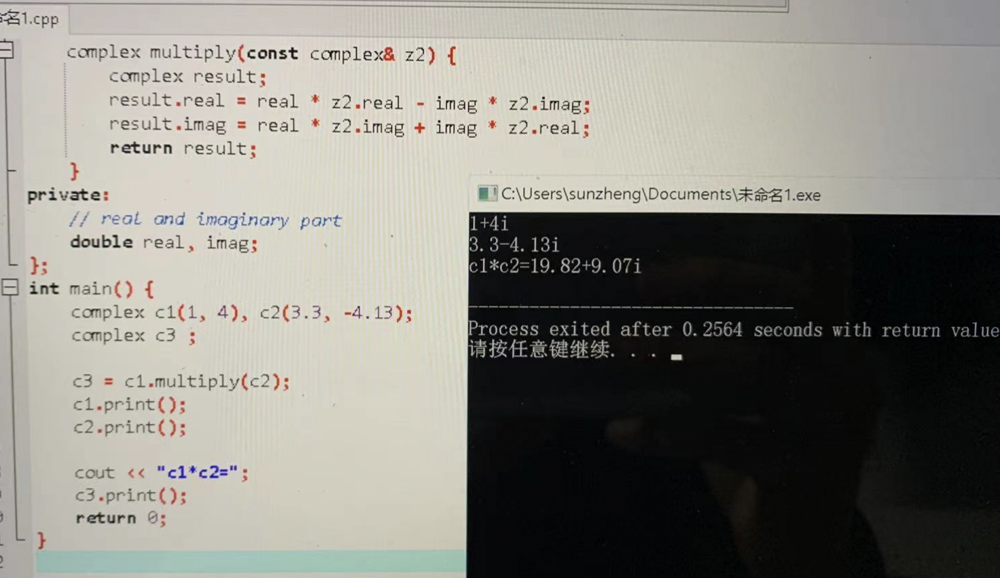 命名1.cpp
complex multiply(const complex& z2) {
complex result;
result.real = real * z2.real - imag * z2.imag;
result.imag = real * z2.imag + imag * z2.real;
return result;
}
private:
// real and imaginary part
double real, imag;
};
int main() {
complex c1(1, 4), c2(3.3, -4.13);
complex c3 ;
c3 = c1.multiply(c2);
c1.print();
c2.print();
cout << "c1*c2=";
c3.print();
return 0;
}
C:\Users\sunzheng\Documents\未命名1.exe
1+4i
3.3-4.13i
c1*c2=19.82+9.07i
--------------------------------
Process exited after 0.2564 seconds with return value
请按任意键继续. . .